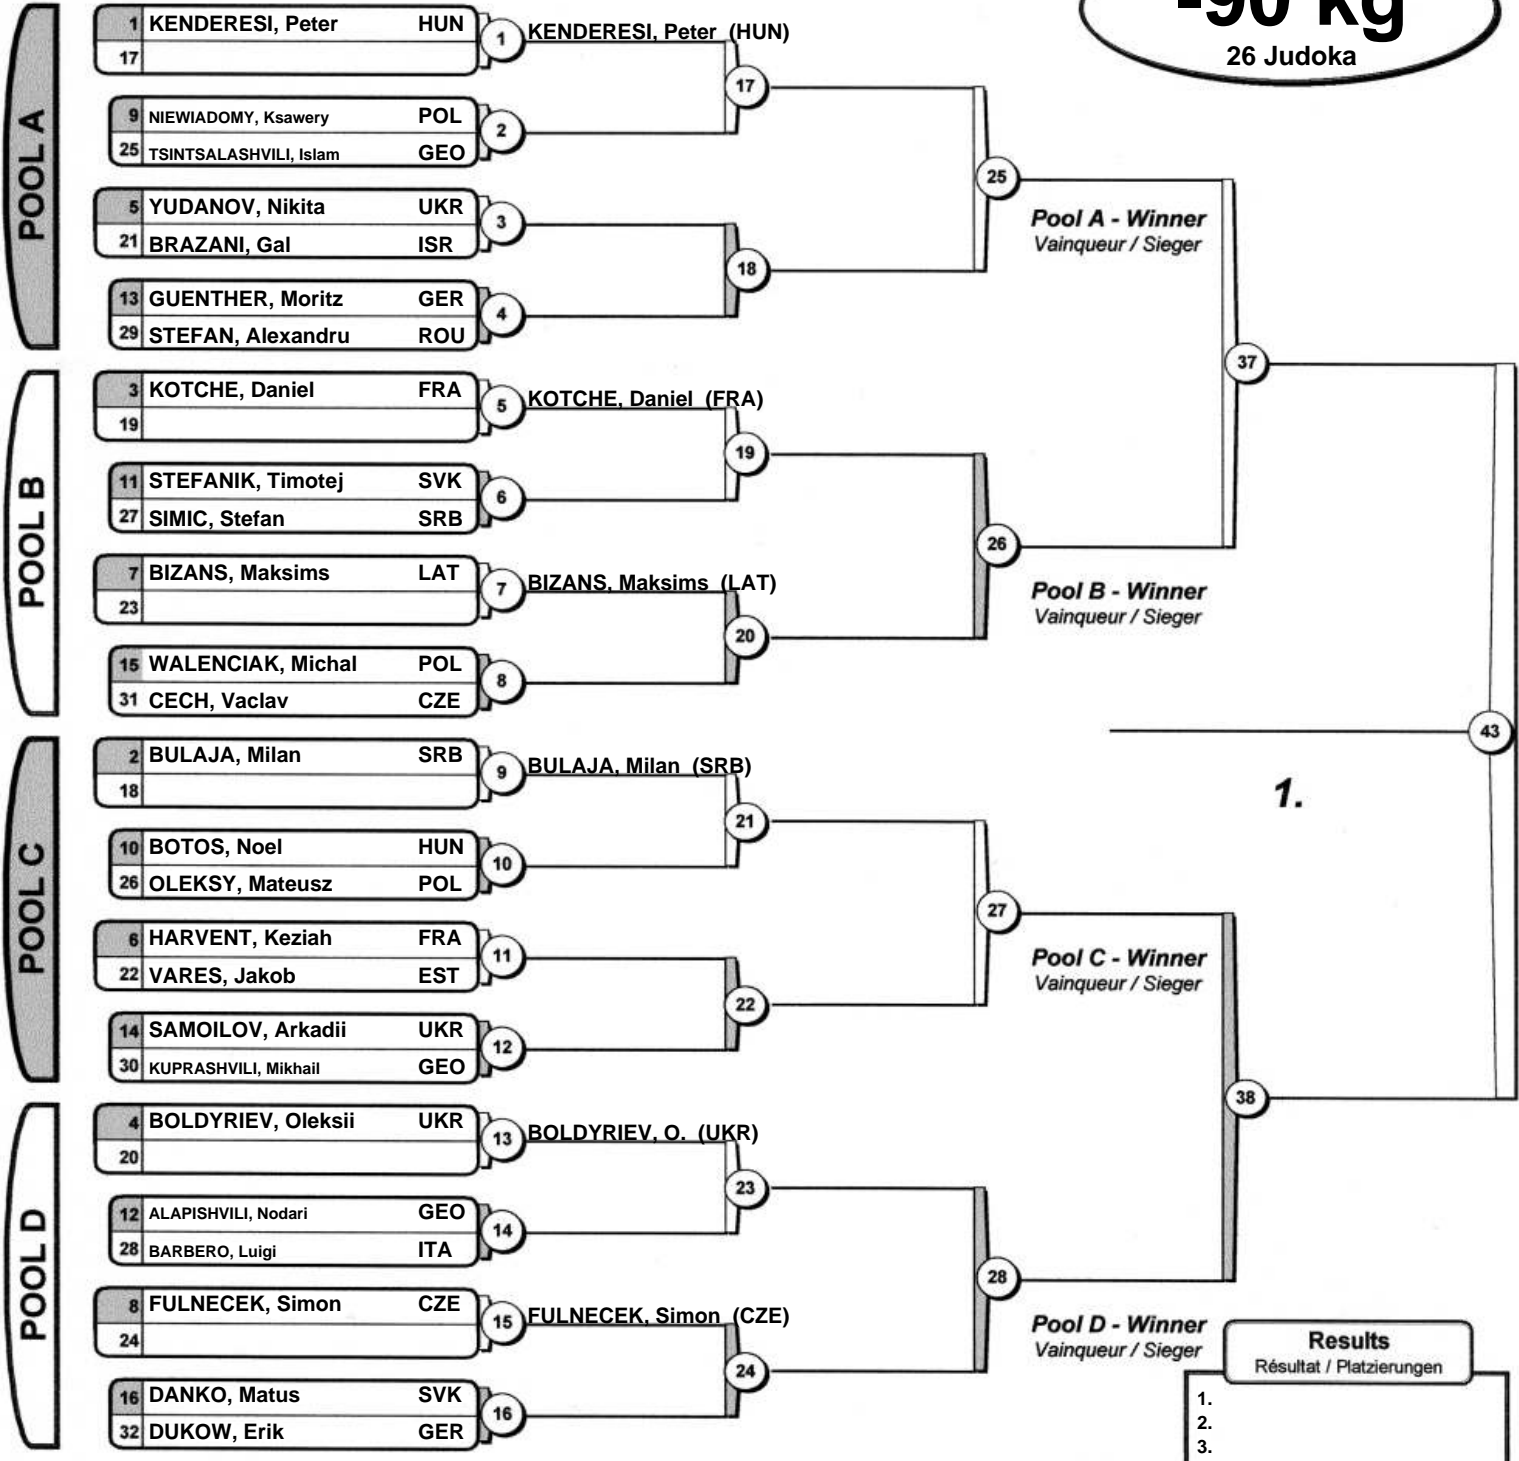 -90 kg
26 Judoka
POOL A
1 KENDERESI, Peter HUN
17
1 KENDERESI, Peter (HUN)
9 NIEWIADOMY, Ksawery POL
25 TSINTSALASHVILI, Islam GEO
2
17
5 YUDANOV, Nikita UKR
21 BRAZANI, Gal ISR
3
13 GUENTHER, Moritz GER
29 STEFAN, Alexandru ROU
4
18
25
Pool A - Winner
Vainqueur / Sieger
POOL B
3 KOTCHE, Daniel FRA
19
5 KOTCHE, Daniel (FRA)
11 STEFANIK, Timotej SVK
27 SIMIC, Stefan SRB
6
19
7 BIZANS, Maksims LAT
23
7 BIZANS, Maksims (LAT)
15 WALENCIAK, Michal POL
31 CECH, Vaclav CZE
8
20
26
Pool B - Winner
Vainqueur / Sieger
37
POOL C
2 BULAJA, Milan SRB
18
9 BULAJA, Milan (SRB)
10 BOTOS, Noel HUN
26 OLEKSY, Mateusz POL
10
21
6 HARVENT, Keziah FRA
22 VARES, Jakob EST
11
14 SAMOILOV, Arkadii UKR
30 KUPRASHVILI, Mikhail GEO
12
22
27
Pool C - Winner
Vainqueur / Sieger
43
1.
POOL D
4 BOLDYRIEV, Oleksii UKR
20
13 BOLDYRIEV, O. (UKR)
12 ALAPISHVILI, Nodari GEO
28 BARBERO, Luigi ITA
14
23
8 FULNECEK, Simon CZE
24
15 FULNECEK, Simon (CZE)
16 DANKO, Matus SVK
32 DUKOW, Erik GER
16
24
28
Pool D - Winner
Vainqueur / Sieger
38
Results
Résultat / Platzierungen
1.
2.
3.